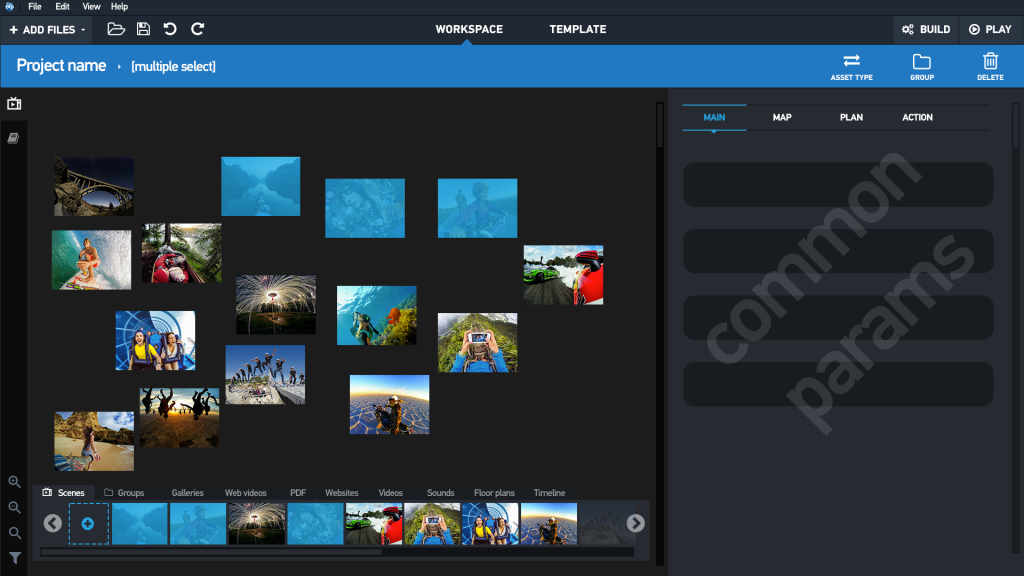 File Edit View Help
+ ADD FILES
WORKSPACE TEMPLATE
BUILD PLAY
Project name › [multiple select]
ASSET TYPE GROUP DELETE
MAIN MAP PLAN ACTION
common
params
Scenes Groups Galleries Web videos PDF Websites Videos Sounds Floor plans Timeline